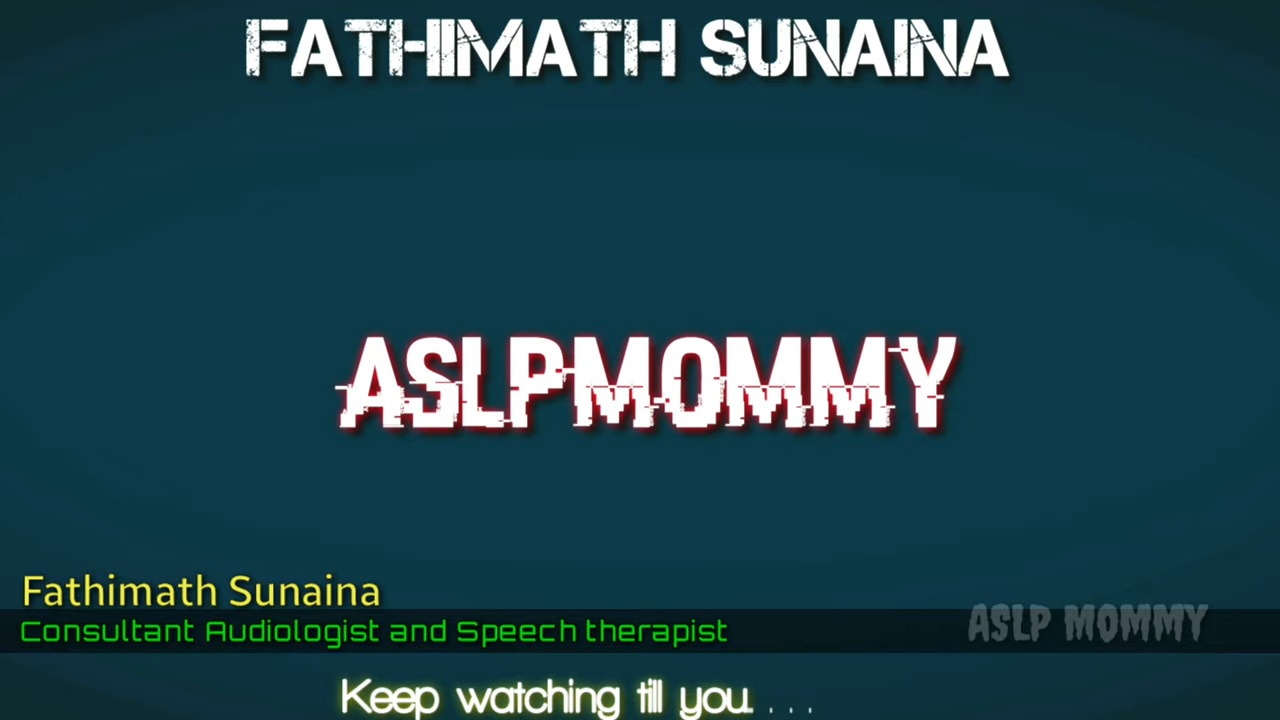 FATHIMATH SUNAINA
ASLPMOMMY
Fathimath Sunaina
Consultant Audiologist and Speech therapist
ASLP MOMMY
Keep watching till you. . . .